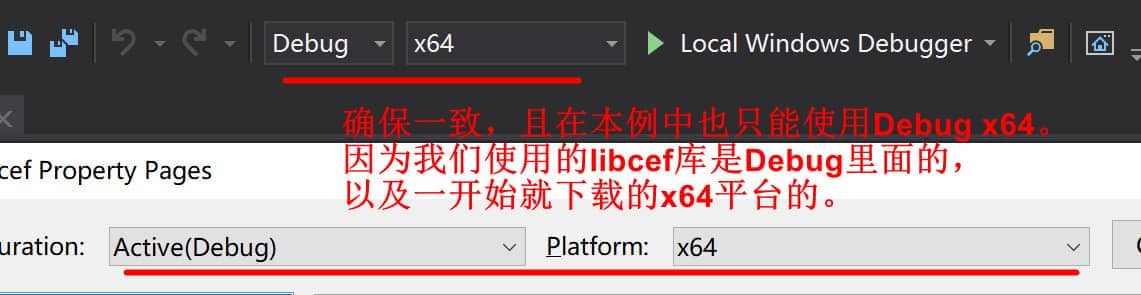 Debug x64 Local Windows Debugger
确保一致，且在本例中也只能使用Debug x64。
因为我们使用的libcef库是Debug里面的，
cef Property Pages
以及一开始就下载的x64平台的。
uration: Active(Debug) Platform: x64